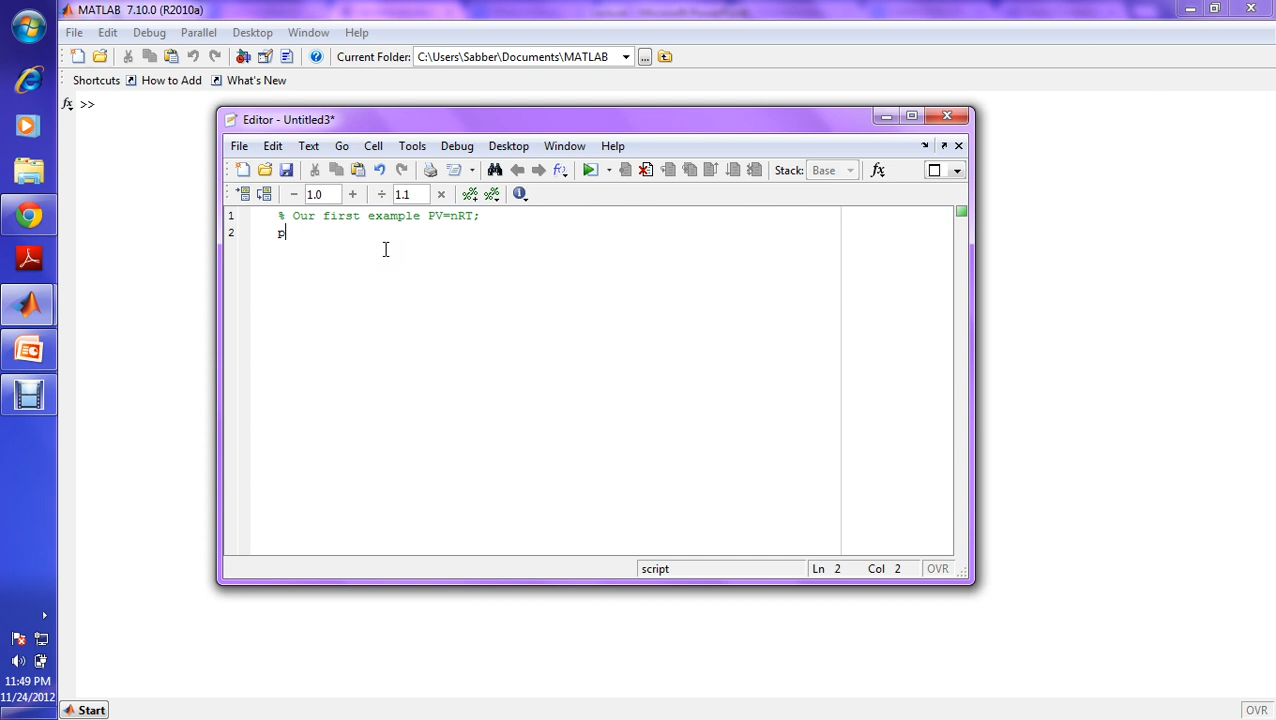 MATLAB 7.10.0 (R2010a)
File Edit Debug Parallel Desktop Window Help
Current Folder: C:\Users\Sabber\Documents\MATLAB ...
Shortcuts How to Add What's New
fx >>
Editor - Untitled3*
File Edit Text Go Cell Tools Debug Desktop Window Help
Stack: Base fx
− 1.0 + ÷ 1.1 ×
1 % Our first example PV=nRT;
2 p
script Ln 2 Col 2 OVR
11:49 PM
11/24/2012
Start OVR